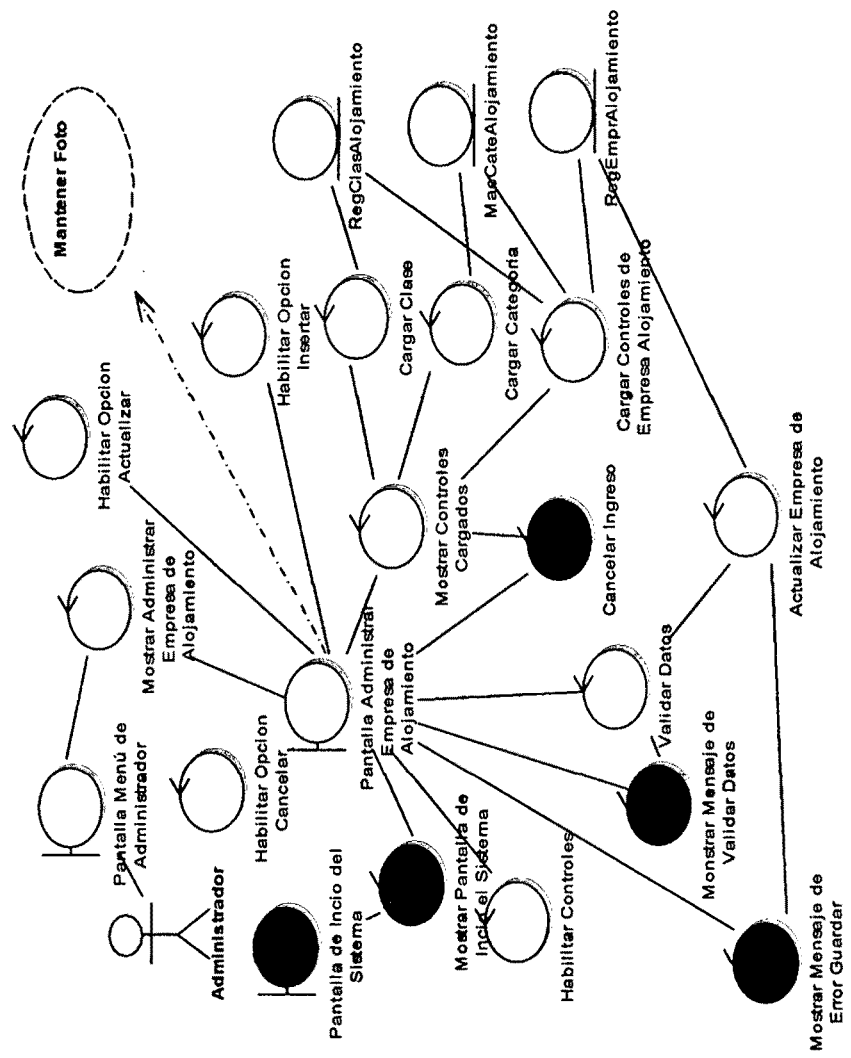 Administrador
Pantalla Menú de
Administrador
Mostrar Administrar
Empresa de
Alojamiento
Habilitar Opcion
Actualizar
Mantener Foto
Habilitar Opcion
Cancelar
Habilitar Opcion
Insertar
Pantalla de Incio del
Sistema
Pantalla Administrar
Empresa de
Alojamiento
Cargar Clase
RegClasAlojamiento
Mostrar Pantalla de
Incio el Sistema
Mostrar Controles
Cargados
Cargar Categoría
MaeCateAlojamiento
Habilitar Controles
Cancelar Ingreso
Cargar Controles de
Empresa Alojamiento
RegEmprAlojamiento
Validar Datos
Monstrar Mensaje de
Validar Datos
Mostrar Mensaje de
Error Guardar
Actualizar Empresa de
Alojamiento